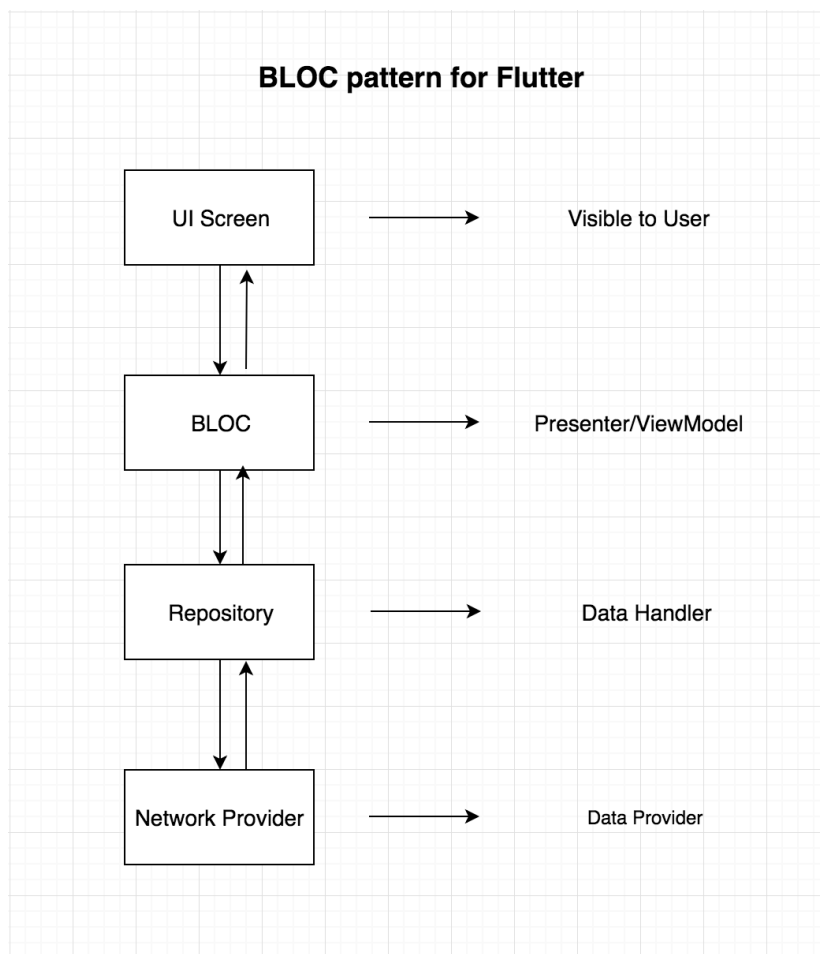 BLOC pattern for Flutter
UI Screen
Visible to User
BLOC
Presenter/ViewModel
Repository
Data Handler
Network Provider
Data Provider